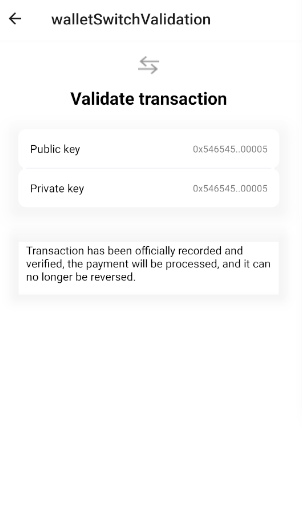 walletSwitchValidation
Validate transaction
Public key 0x546545..00005
Private key 0x546545..00005
Transaction has been officially recorded and
verified, the payment will be processed, and it can
no longer be reversed.